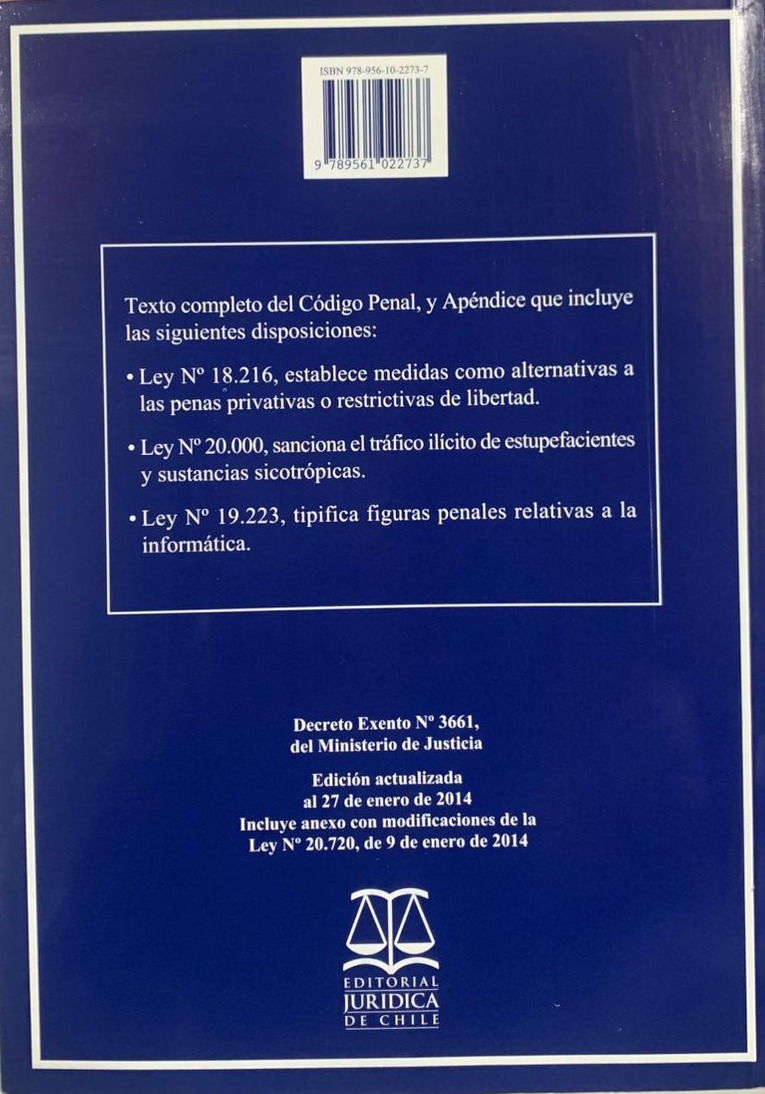 ISBN 978-956-10-2273-7
9 789561 022737
Texto completo del Código Penal, y Apéndice que incluye
las siguientes disposiciones:
• Ley Nº 18.216, establece medidas como alternativas a
las penas privativas o restrictivas de libertad.
• Ley Nº 20.000, sanciona el tráfico ilícito de estupefacientes
y sustancias sicotrópicas.
• Ley Nº 19.223, tipifica figuras penales relativas a la
informática.
Decreto Exento Nº 3661,
del Ministerio de Justicia
Edición actualizada
al 27 de enero de 2014
Incluye anexo con modificaciones de la
Ley Nº 20.720, de 9 de enero de 2014
EDITORIAL
JURIDICA
DE CHILE